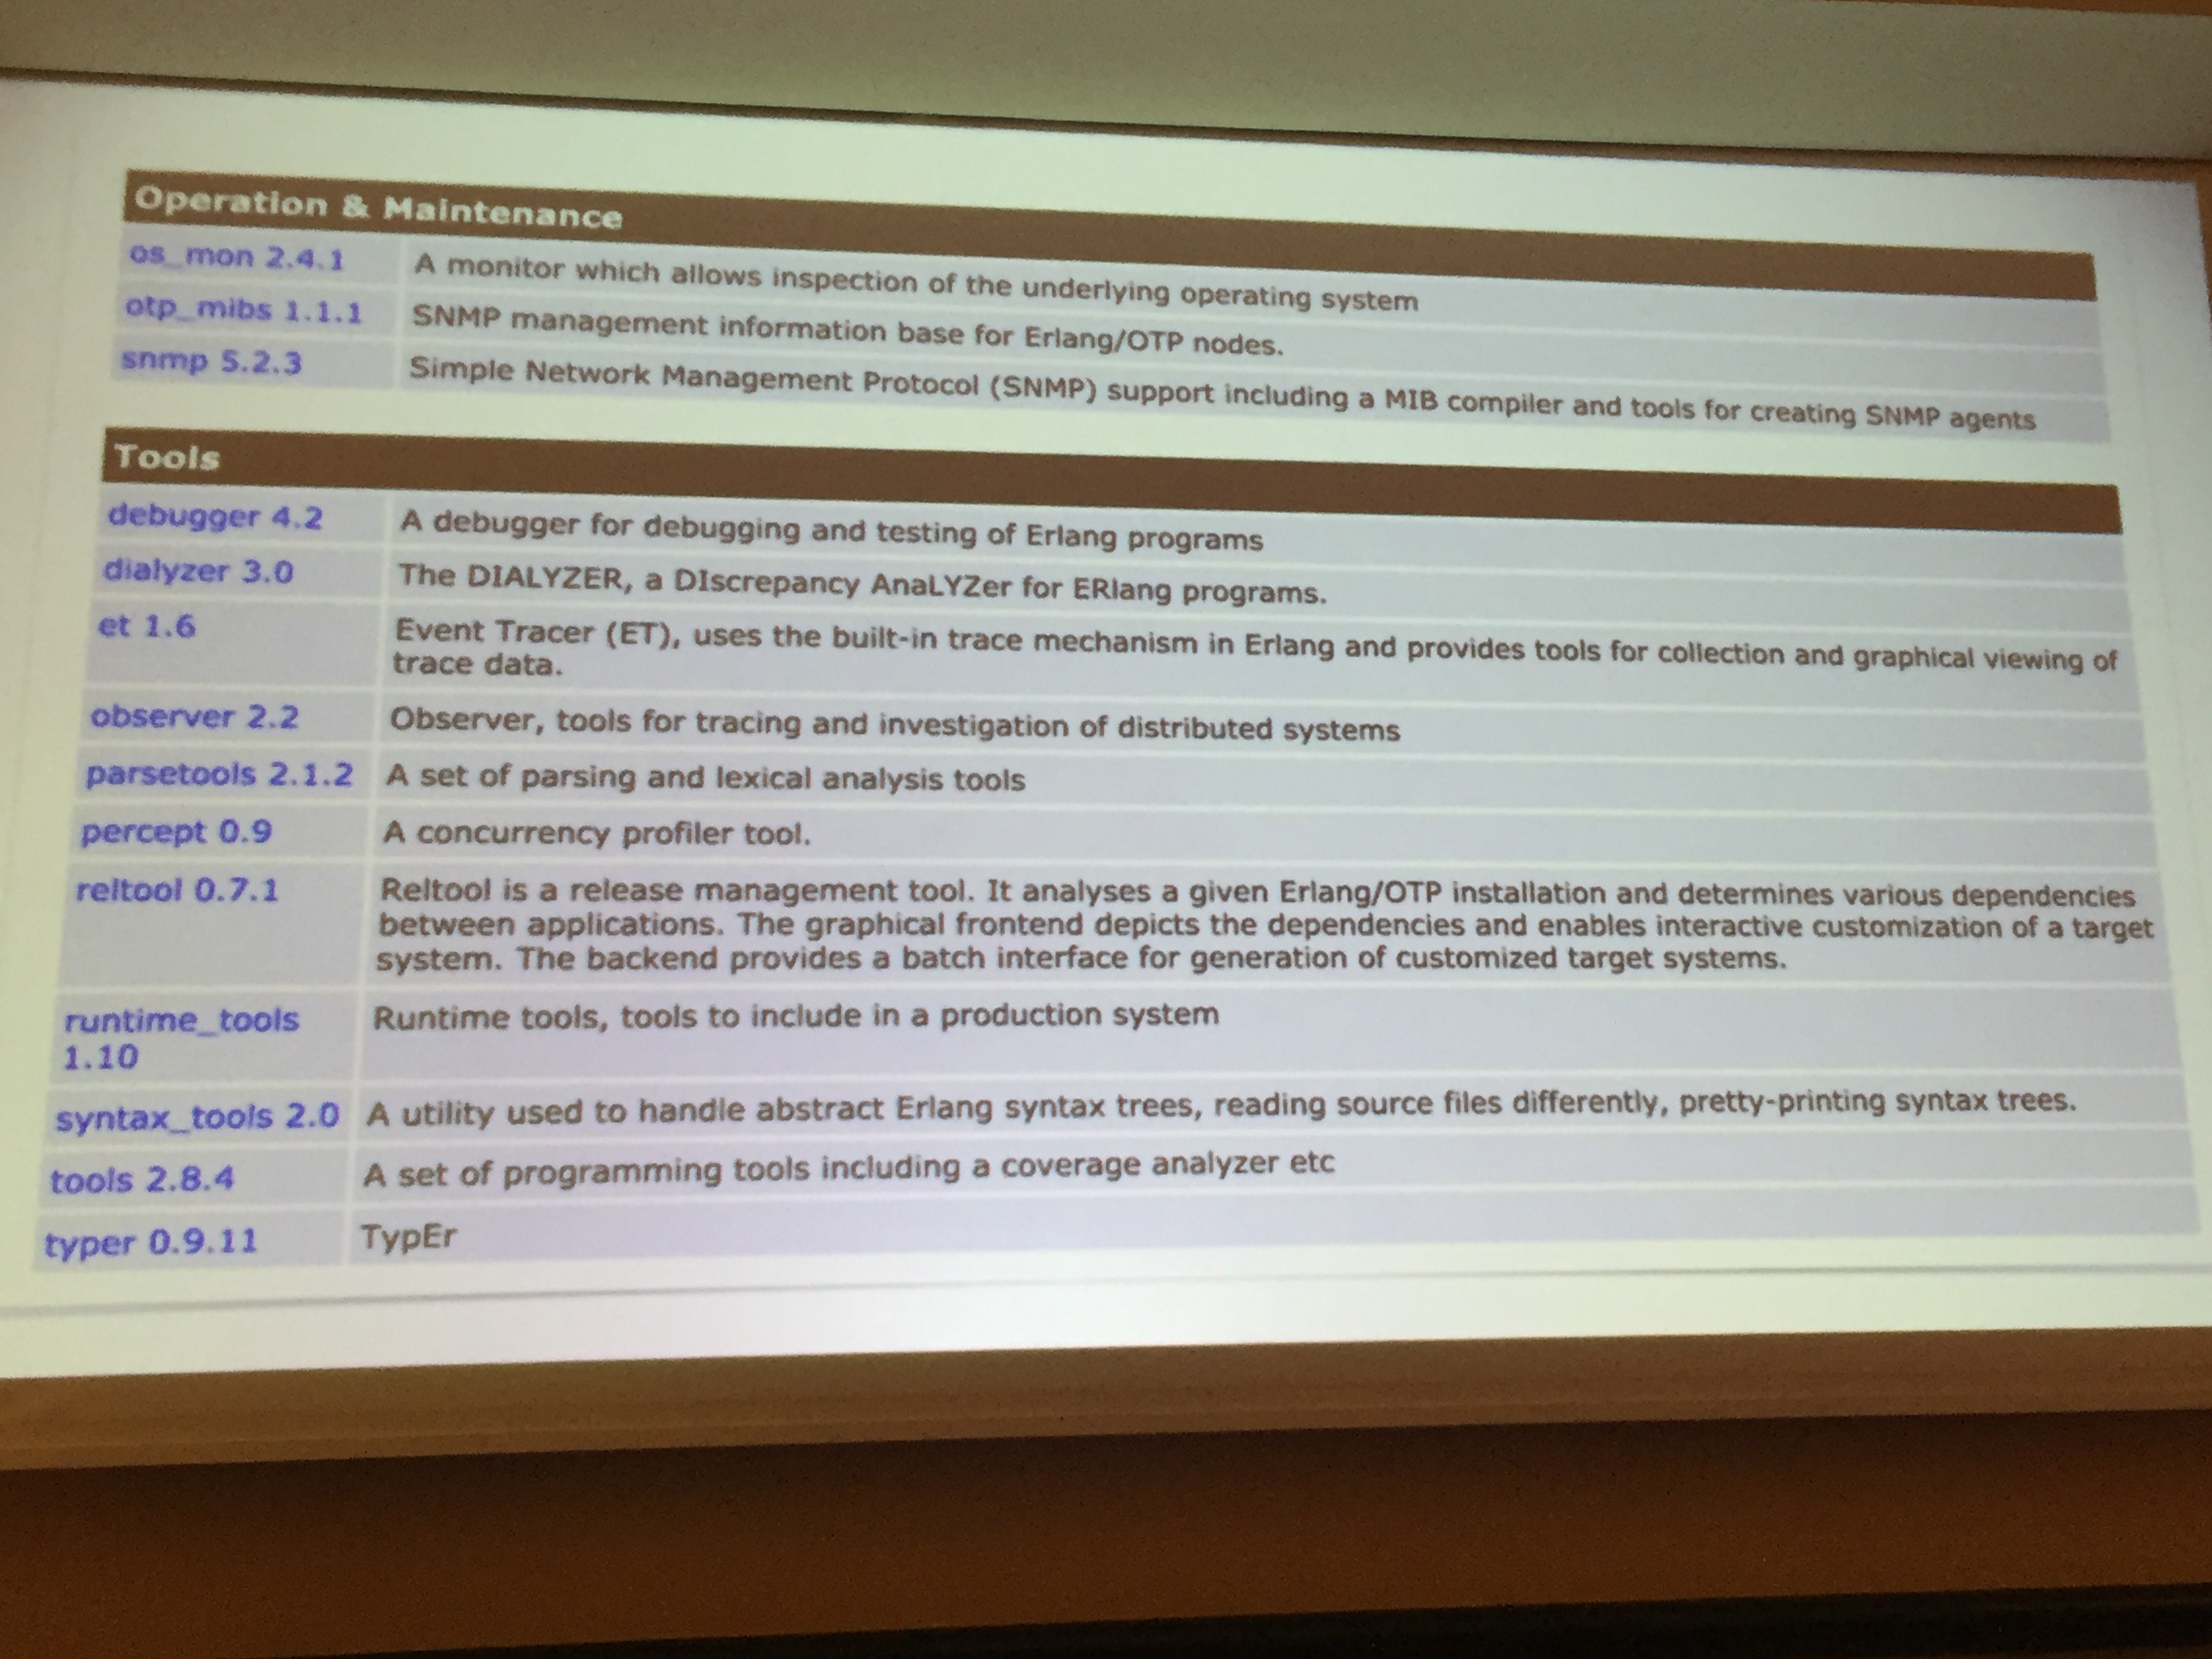 Operation & Maintenance
os_mon 2.4.1 A monitor which allows inspection of the underlying operating system
otp_mibs 1.1.1 SNMP management information base for Erlang/OTP nodes.
snmp 5.2.3 Simple Network Management Protocol (SNMP) support including a MIB compiler and tools for creating SNMP agents
Tools
debugger 4.2 A debugger for debugging and testing of Erlang programs
dialyzer 3.0 The DIALYZER, a DIscrepancy AnaLYZer for ERlang programs.
et 1.6 Event Tracer (ET), uses the built-in trace mechanism in Erlang and provides tools for collection and graphical viewing of
trace data.
observer 2.2 Observer, tools for tracing and investigation of distributed systems
parsetools 2.1.2 A set of parsing and lexical analysis tools
percept 0.9 A concurrency profiler tool.
reltool 0.7.1 Reltool is a release management tool. It analyses a given Erlang/OTP installation and determines various dependencies
between applications. The graphical frontend depicts the dependencies and enables interactive customization of a target
system. The backend provides a batch interface for generation of customized target systems.
runtime_tools Runtime tools, tools to include in a production system
1.10
syntax_tools 2.0 A utility used to handle abstract Erlang syntax trees, reading source files differently, pretty-printing syntax trees.
tools 2.8.4 A set of programming tools including a coverage analyzer etc
typer 0.9.11 TypEr